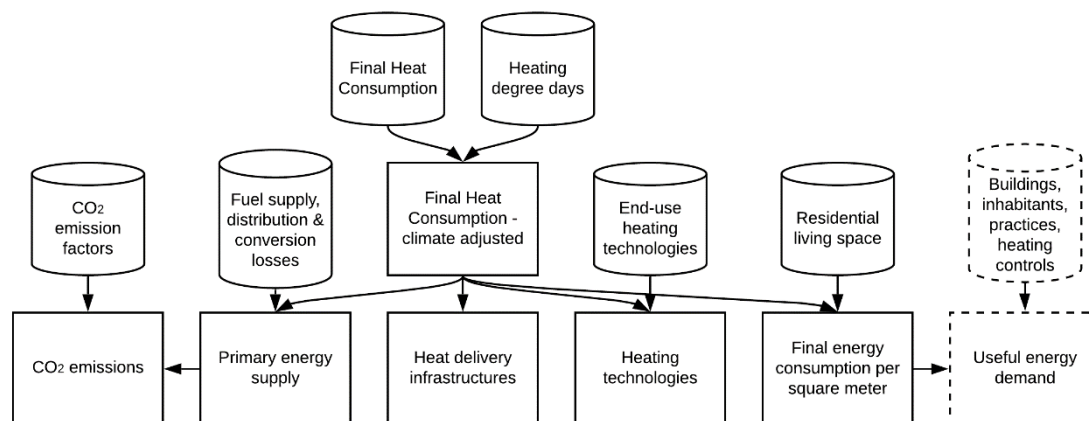 Final Heat
Consumption
Heating
degree days
CO2
emission
factors
Fuel supply,
distribution &
conversion
losses
Final Heat
Consumption -
climate adjusted
End-use
heating
technologies
Residential
living space
Buildings,
inhabitants,
practices,
heating
controls
CO2 emissions
Primary energy
supply
Heat delivery
infrastructures
Heating
technologies
Final energy
consumption per
square meter
Useful energy
demand